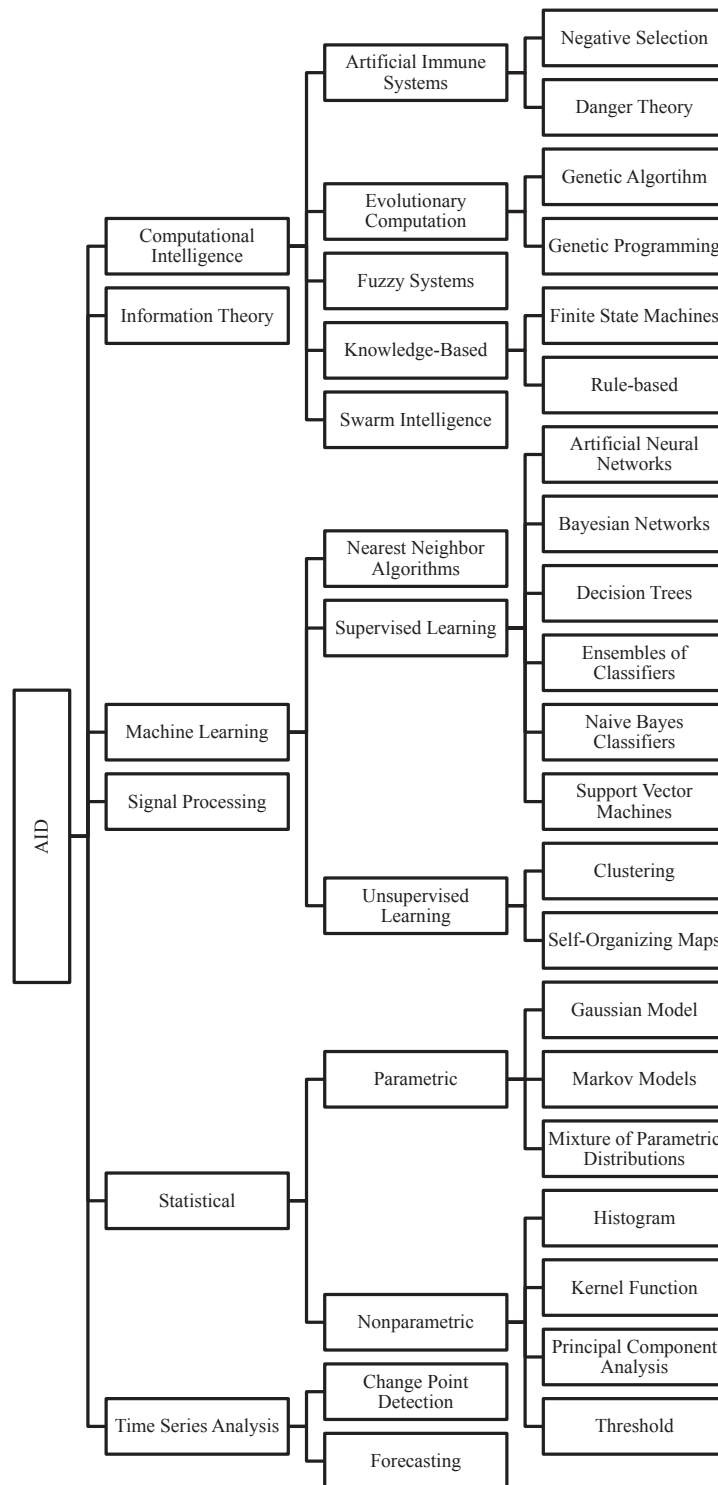 Negative Selection
Artificial Immune
Systems
Danger Theory
Genetic Algortihm
Evolutionary
Computation
Computational
Intelligence
Genetic Programming
Fuzzy Systems
Information Theory
Finite State Machines
Knowledge-Based
Rule-based
Swarm Intelligence
Artificial Neural
Networks
Bayesian Networks
Nearest Neighbor
Algorithms
Decision Trees
Supervised Learning
Ensembles of
Classifiers
Machine Learning
Naive Bayes
Classifiers
Signal Processing
Support Vector
Machines
AID
Clustering
Unsupervised
Learning
Self-Organizing Maps
Gaussian Model
Parametric
Markov Models
Mixture of Parametric
Distributions
Statistical
Histogram
Kernel Function
Nonparametric
Principal Component
Analysis
Change Point
Detection
Time Series Analysis
Threshold
Forecasting